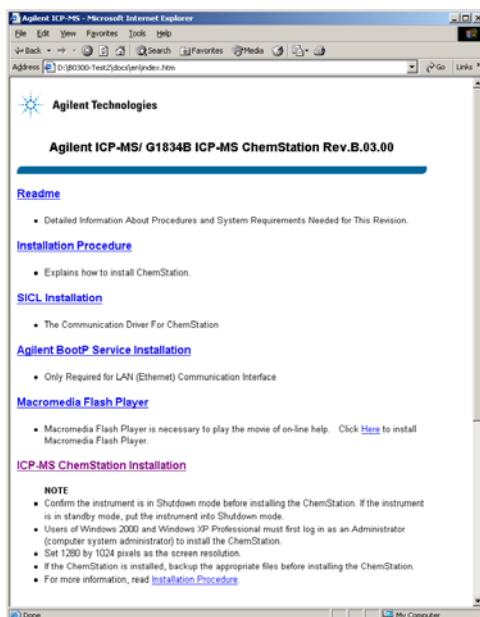 Agilent ICP-MS - Microsoft Internet Explorer
File Edit View Favorites Tools Help
Back Search Favorites Media
Address D:\B0300-Test2\docs\en\index.htm Go Links
Agilent Technologies
Agilent ICP-MS/ G1834B ICP-MS ChemStation Rev.B.03.00
Readme
• Detailed Information About Procedures and System Requirements Needed for This Revision.
Installation Procedure
• Explains how to install ChemStation.
SICL Installation
• The Communication Driver For ChemStation
Agilent BootP Service Installation
• Only Required for LAN (Ethernet) Communication Interface
Macromedia Flash Player
• Macromedia Flash Player is necessary to play the movie of on-line help. Click Here to install
Macromedia Flash Player.
ICP-MS ChemStation Installation
NOTE
• Confirm the instrument is in Shutdown mode before installing the ChemStation. If the instrument
is in standby mode, put the instrument into Shutdown mode.
• Users of Windows 2000 and Windows XP Professional must first log in as an Administrator
(computer system administrator) to install the ChemStation.
• Set 1280 by 1024 pixels as the screen resolution.
• If the ChemStation is installed, backup the appropriate files before installing the ChemStation.
• For more information, read Installation Procedure.
Done My Computer